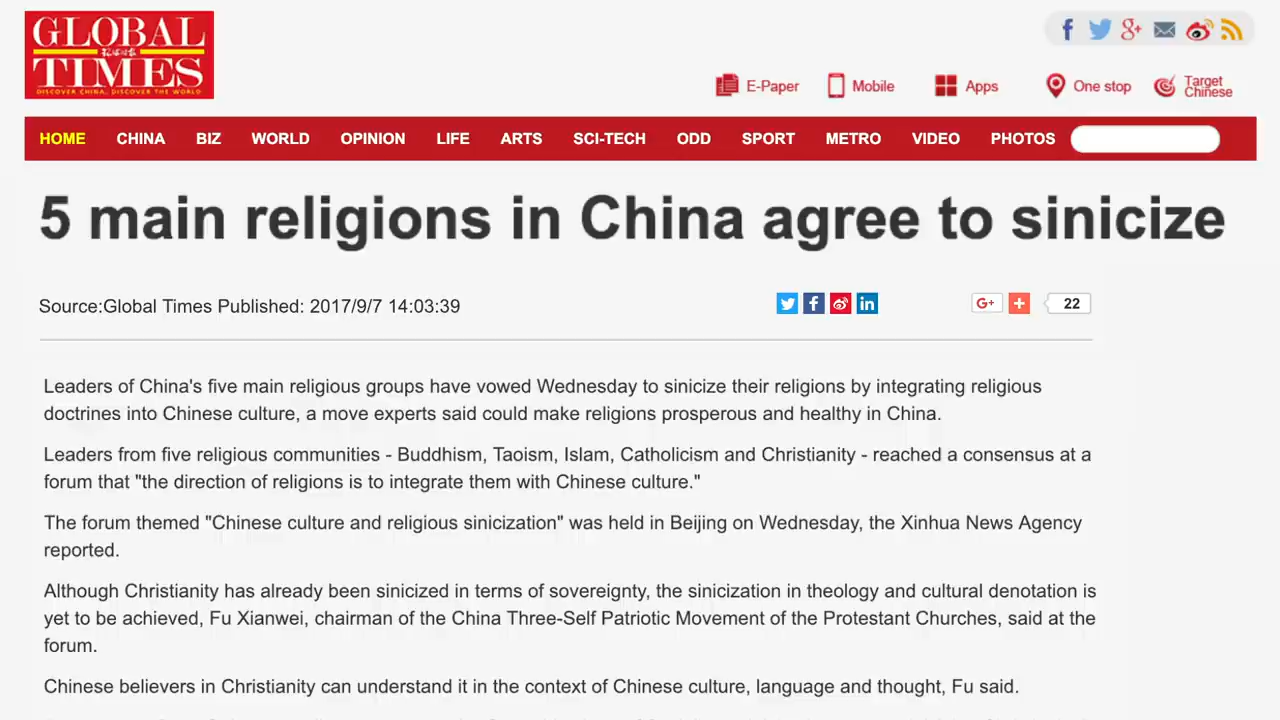 GLOBAL
TIMES
DISCOVER CHINA, DISCOVER THE WORLD
E-Paper Mobile Apps One stop Target Chinese
HOME CHINA BIZ WORLD OPINION LIFE ARTS SCI-TECH ODD SPORT METRO VIDEO PHOTOS
5 main religions in China agree to sinicize
Source:Global Times Published: 2017/9/7 14:03:39
G+ 22
Leaders of China's five main religious groups have vowed Wednesday to sinicize their religions by integrating religious
doctrines into Chinese culture, a move experts said could make religions prosperous and healthy in China.
Leaders from five religious communities - Buddhism, Taoism, Islam, Catholicism and Christianity - reached a consensus at a
forum that "the direction of religions is to integrate them with Chinese culture."
The forum themed "Chinese culture and religious sinicization" was held in Beijing on Wednesday, the Xinhua News Agency
reported.
Although Christianity has already been sinicized in terms of sovereignty, the sinicization in theology and cultural denotation is
yet to be achieved, Fu Xianwei, chairman of the China Three-Self Patriotic Movement of the Protestant Churches, said at the
forum.
Chinese believers in Christianity can understand it in the context of Chinese culture, language and thought, Fu said.